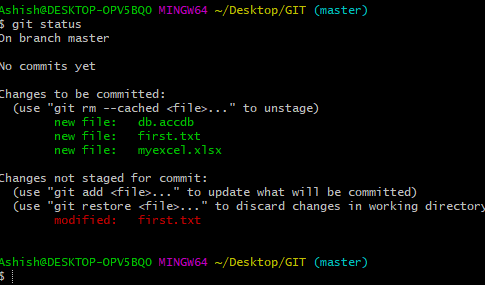 Ashish@DESKTOP-OPV5BQO MINGW64 ~/Desktop/GIT (master)
$ git status
On branch master
No commits yet
Changes to be committed:
(use "git rm --cached <file>..." to unstage)
new file: db.accdb
new file: first.txt
new file: myexcel.xlsx
Changes not staged for commit:
(use "git add <file>..." to update what will be committed)
(use "git restore <file>..." to discard changes in working directory
modified: first.txt
Ashish@DESKTOP-OPV5BQO MINGW64 ~/Desktop/GIT (master)
$